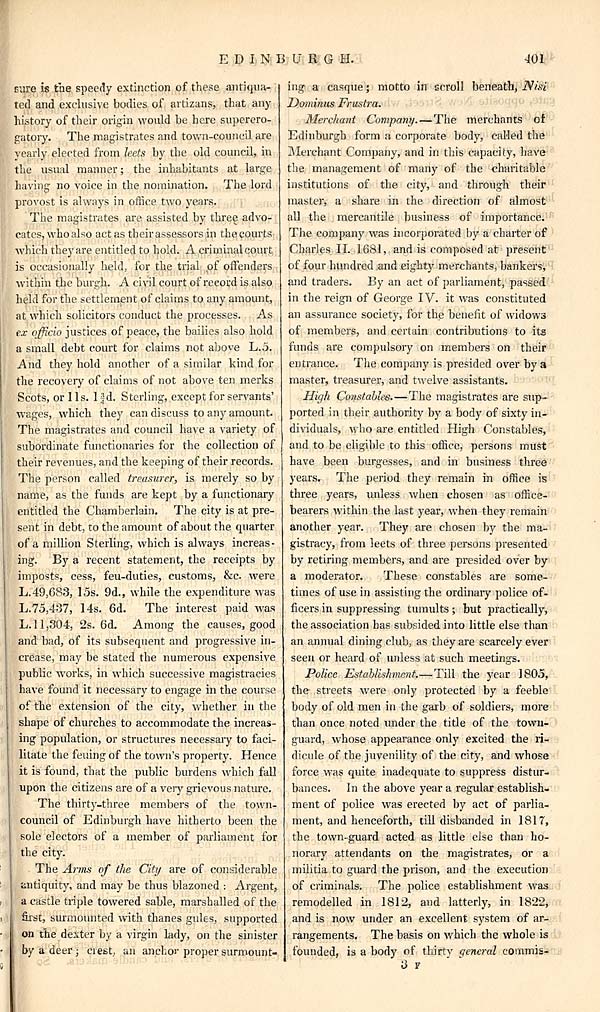 EDINBURGH.
401
sure is the speedy extinction of these antiqua-
ted and exclusive bodies of artizans, that any
history of their origin would be here superero-
gatory. The magistrates and town-council are
yearly elected from leets by the old council, in
the usual manner; the inhabitants at large
having no voice in the nomination. The lord
provost is always in office two years.
The magistrates are assisted by three advo-
cates, who also act as their assessors in the courts
which they are entitled to hold. A criminal court
is occasionally held, for the trial of offenders
within the burgh. A civil court of record is also
held for the settlement of claims to any amount,
at which solicitors conduct the processes. As
ex officio justices of peace, the bailies also hold
a small debt court for claims not above L.5.
And they hold another of a similar kind for
the recovery of claims of not above ten merks
Scots, or 11s. 1¾d. Sterling, except for servants'
wages, which they can discuss to any amount.
The magistrates and council have a variety of
subordinate functionaries for the collection of
their revenues, and the keeping of their records.
The person called treasurer, is merely so by
name, as the funds are kept by a functionary
entitled the Chamberlain. The city is at pre-
sent in debt, to the amount of about the quarter
of a million Sterling, which is always increas-
ing. By a recent statement, the receipts by
imposts, cess, feu-duties, customs, &c. were
L.49,683, 15s. 9d., while the expenditure was
L.75,437, 14s. 6d. The interest paid was
L.11,304, 2s. 6d. Among the causes, good
and bad, of its subsequent and progressive in-
crease, may be stated the numerous expensive
public works, in which successive magistracies
have found it necessary to engage in the course
of the extension of the city, whether in the
shape of churches to accommodate the increas-
ing population, or structures necessary to faci-
litate the feuing of the town's property. Hence
it is found, that the public burdens which fall
upon the citizens are of a very grievous nature.
The thirty-three members of the town-
council of Edinburgh have hitherto been the
sole electors of a member of parliament for
the city.
The Arms of the City are of considerable
antiquity, and may be thus blazoned: Argent,
a castle triple towered sable, marshalled of the
first, surmounted with thanes gules, supported
on the dexter by a virgin lady, on the sinister
by a deer; crest, an anchor proper surmount-
ing a casque; motto in scroll beneath, Nisi
Dominus Frustra.
Merchant Company.—The merchants of
Edinburgh form a corporate body, called the
Merchant Company, and in this capacity, have
the management of many of the charitable
institutions of the city, and through their
master, a share in the direction of almost
all the mercantile business of importance.
The company was incorporated by a charter of
Charles II. 1681, and is composed at present
of four hundred and eighty merchants, bankers,
and traders. By an act of parliament, passed
in the reign of George IV. it was constituted
an assurance society, for the benefit of widows
of members, and certain contributions to its
funds are compulsory on members on their
entrance. The company is presided over by a
master, treasurer, and twelve assistants.
High Constables.—The magistrates are sup-
ported in their authority by a body of sixty in-
dividuals, who are entitled High Constables,
and to be eligible to this office, persons must
have been burgesses, and in business three
years. The period they remain in office is
three years, unless when chosen as office-
bearers within the last year, when they remain
another year. They are chosen by the ma-
gistracy, from leets of three persons presented
by retiring members, and are presided over by
a moderator. These constables are some-
times of use in assisting the ordinary police of-
ficers in suppressing tumults; but practically,
the association has subsided into little else than
an annual dining club, as they are scarcely ever
seen or heard of unless at such meetings.
Police Establishment.—Till the year 1805,
the streets were only protected by a feeble
body of old men in the garb of soldiers, more
than once noted under the title of the town-
guard, whose appearance only excited the ri-
dicule of the juvenility of the city, and whose
force was quite inadequate to suppress distur-
bances. In the above year a regular establish-
ment of police was erected by act of parlia-
ment, and henceforth, till disbanded in 1817,
the town-guard acted as little else than ho-
norary attendants on the magistrates, or a
militia to guard the prison, and the execution
of criminals. The police establishment was
remodelled in 1812, and latterly, in 1822,
and is now under an excellent system of ar-
rangements. The basis on which the whole is
founded, is a body of thirty general commis-
3 F